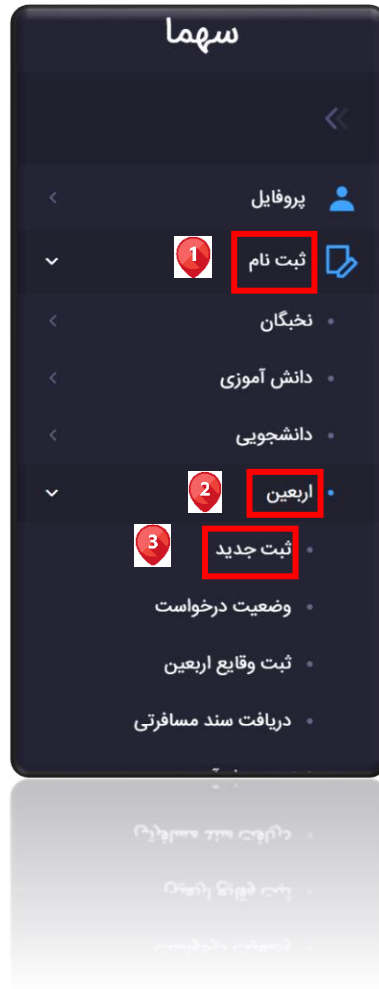 سهما
پروفایل
ثبت نام
1
نخبگان
دانش آموزی
دانشجویی
اربعین
2
ثبت جدید
3
وضعیت درخواست
ثبت وقایع اربعین
دریافت سند مسافرتی